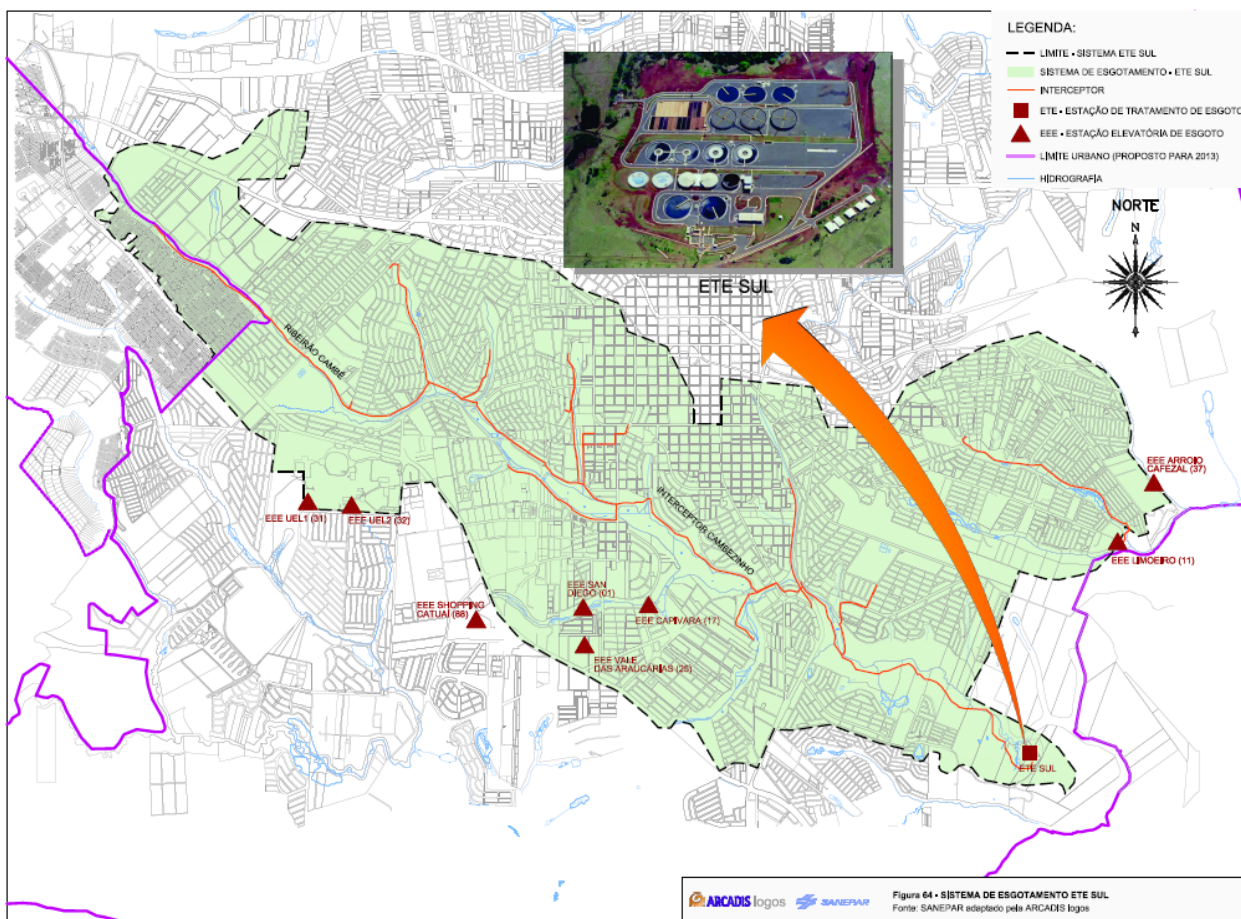 LEGENDA:
LIMITE - SISTEMA ETE SUL
SISTEMA DE ESGOTAMENTO - ETE SUL
INTERCEPTOR
ETE - ESTAÇÃO DE TRATAMENTO DE ESGOTO
EEE - ESTAÇÃO ELEVATÓRIA DE ESGOTO
LIMITE URBANO (PROPOSTO PARA 2013)
HIDROGRAFIA
NORTE
N
ETE SUL
RIBEIRÃO CAMBÉ
INTERCEPTOR CAMBEZINHO
EEE ARROIO
CAFEZAL (37)
EEE LIMOEIRO (11)
EEE UEL1 (31)
EEE UEL2 (32)
EEE SAN
DIEGO (01)
EEE SHOPPING
CATUAÍ (68)
EEE CAPIVARA (17)
EEE VALE
DAS ARAUCÁRIAS (25)
ETE SUL
ARCADIS logos
SANEPAR
Figura 64 - SISTEMA DE ESGOTAMENTO ETE SUL
Fonte: SANEPAR adaptado pela ARCADIS logos